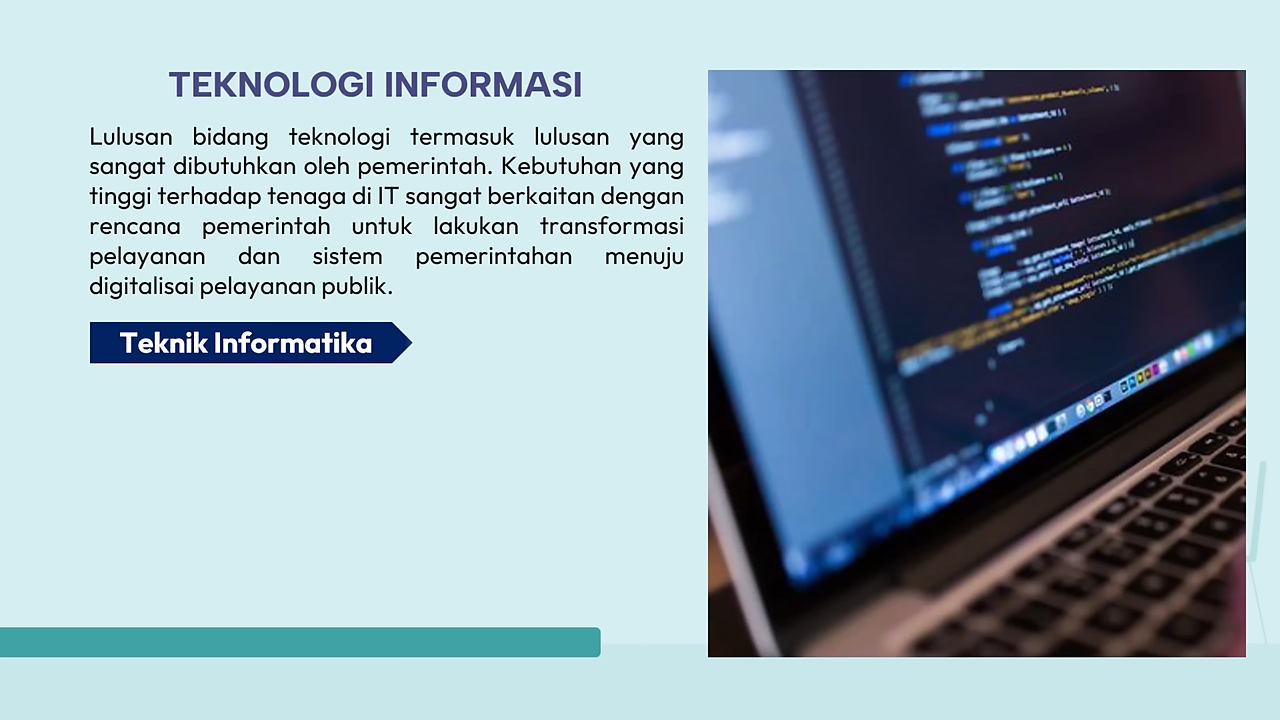 TEKNOLOGI INFORMASI
Lulusan bidang teknologi termasuk lulusan yang
sangat dibutuhkan oleh pemerintah. Kebutuhan yang
tinggi terhadap tenaga di IT sangat berkaitan dengan
rencana pemerintah untuk lakukan transformasi
pelayanan dan sistem pemerintahan menuju
digitalisai pelayanan publik.
Teknik Informatika